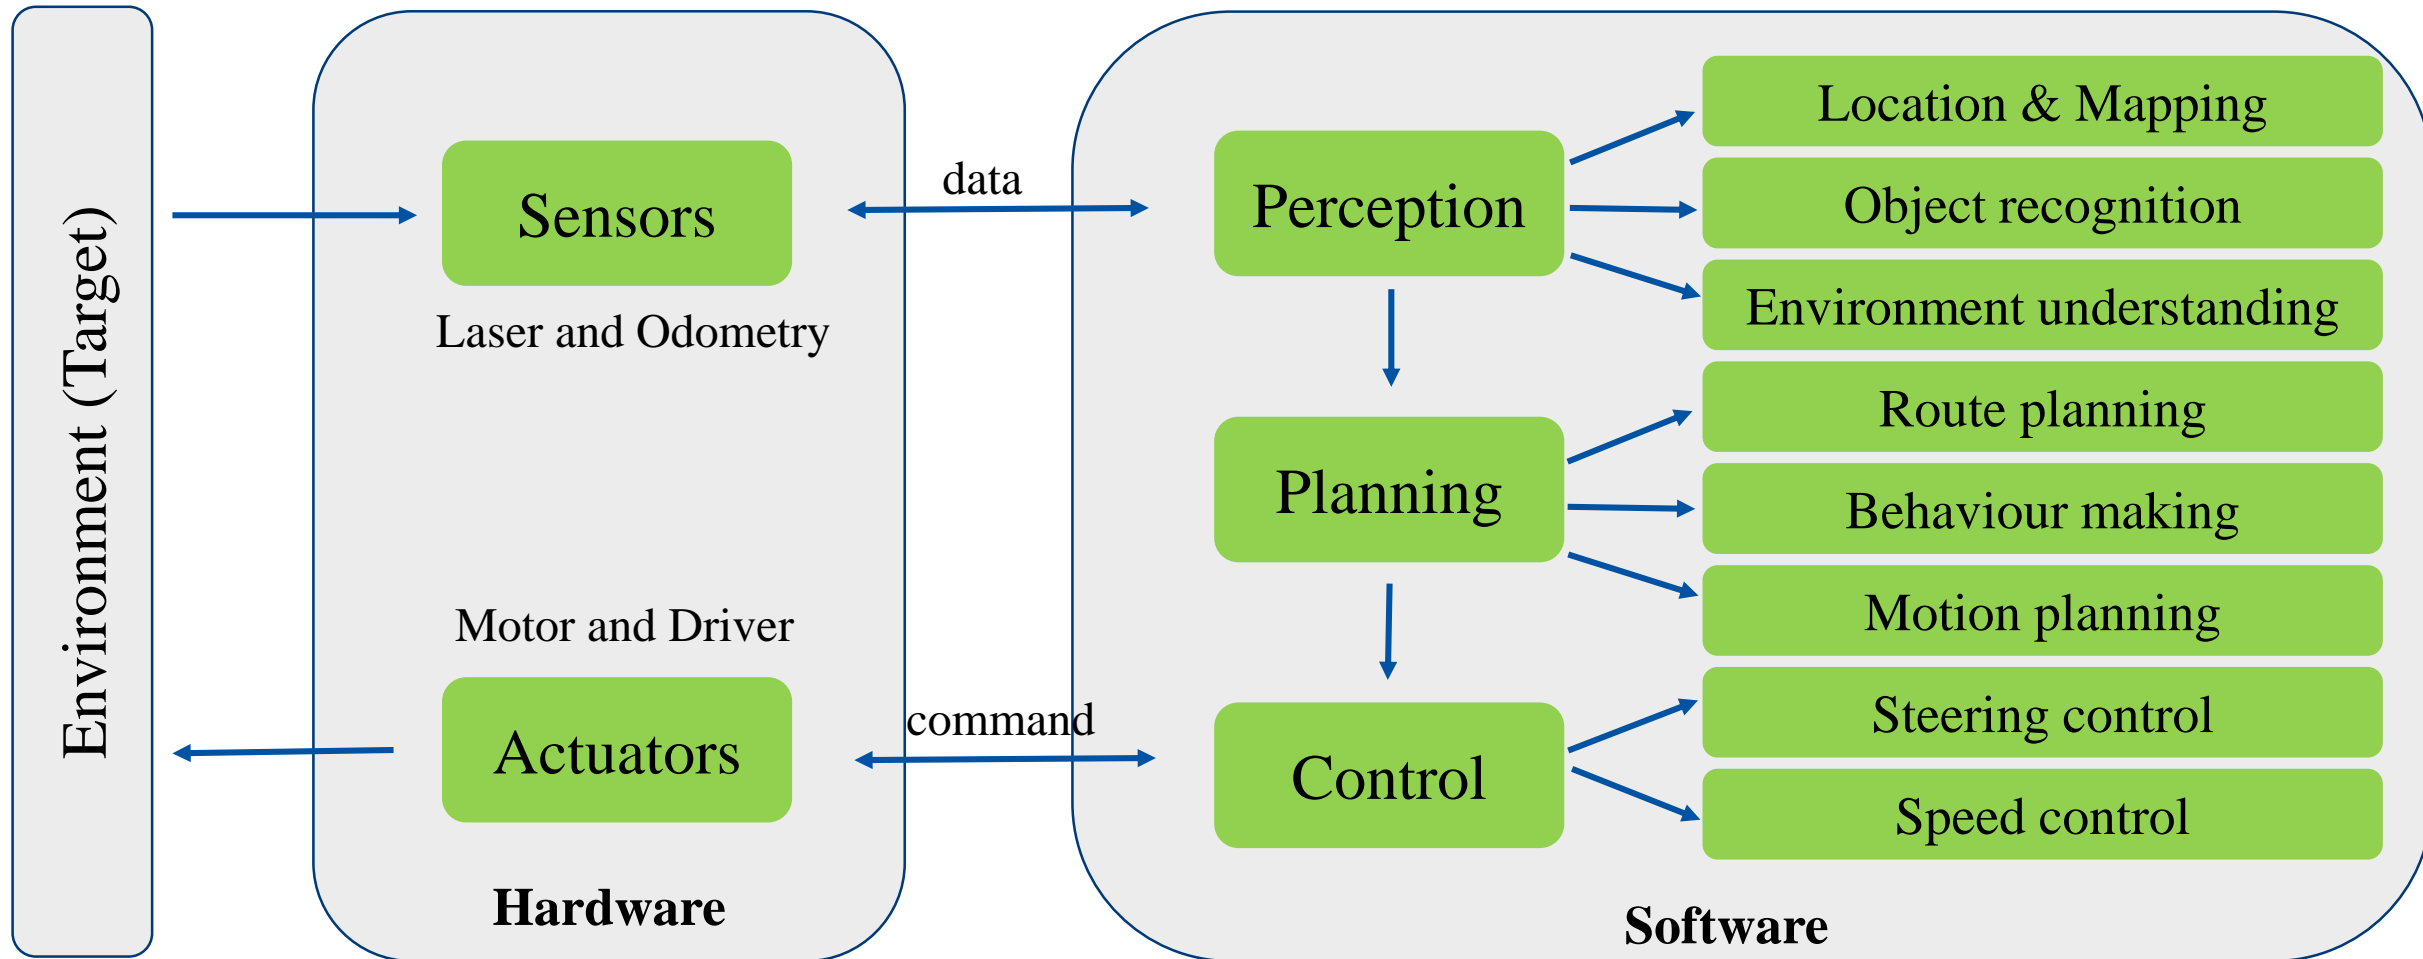 Environment (Target)
Sensors
Laser and Odometry
Motor and Driver
Actuators
Hardware
data
command
Perception
Planning
Control
Location & Mapping
Object recognition
Environment understanding
Route planning
Behaviour making
Motion planning
Steering control
Speed control
Software